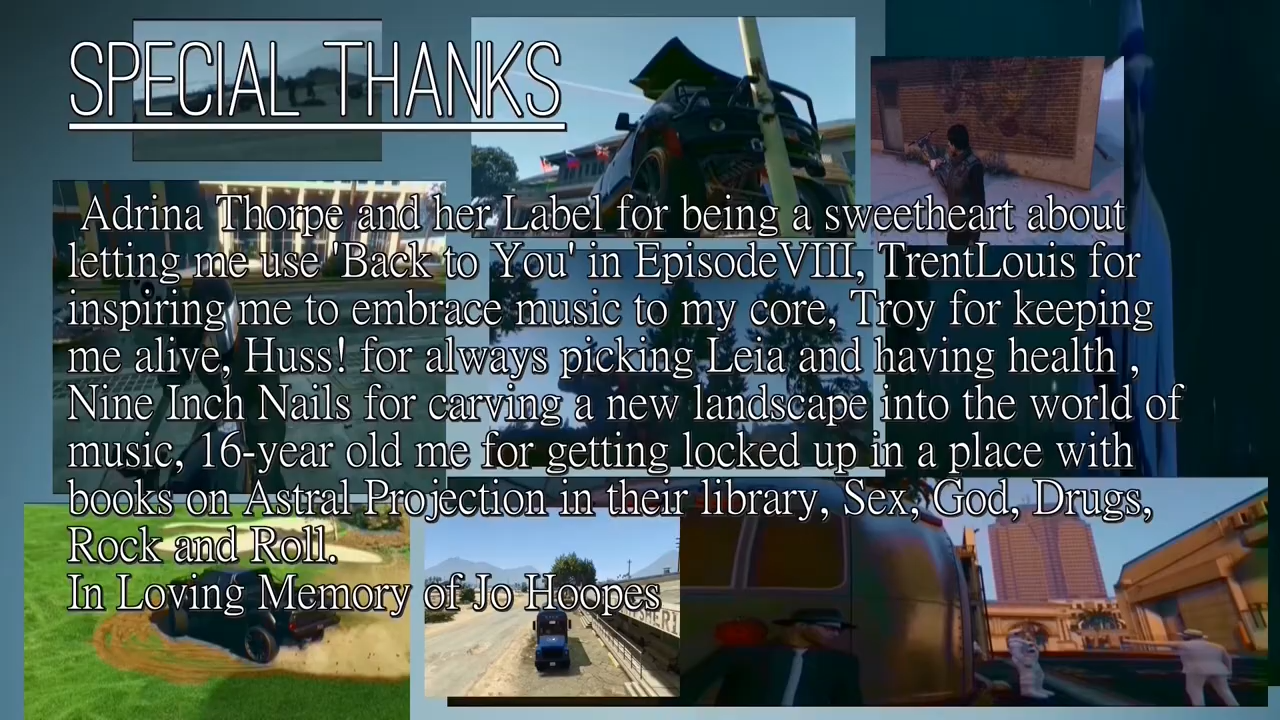 SPECIAL THANKS
Adrina Thorpe and her Label for being a sweetheart about
letting me use 'Back to You' in EpisodeVIII, TrentLouis for
inspiring me to embrace music to my core, Troy for keeping
me alive, Huss! for always picking Leia and having health ,
Nine Inch Nails for carving a new landscape into the world of
music, 16-year old me for getting locked up in a place with
books on Astral Projection in their library, Sex, God, Drugs,
Rock and Roll.
In Loving Memory of Jo Hoopes